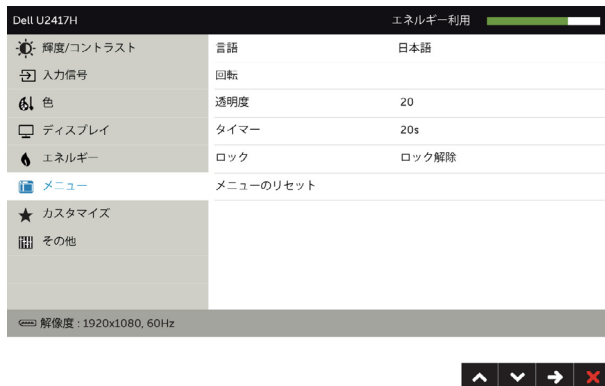 Dell U2417H
エネルギー利用
輝度/コントラスト
入力信号
色
ディスプレイ
エネルギー
メニュー
カスタマイズ
その他
言語 日本語
回転
透明度 20
タイマー 20s
ロック ロック解除
メニューのリセット
解像度 : 1920x1080, 60Hz